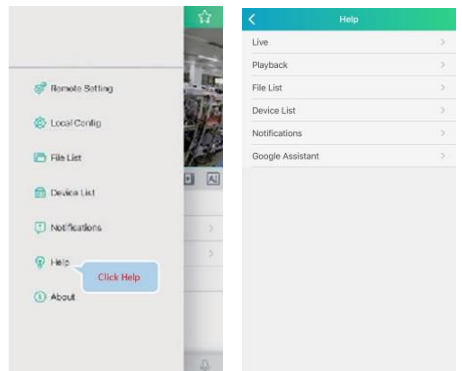 Remote Setting
Local Config
File List
Device List
Notifications
Help
Click Help
About
Help
Live
Playback
File List
Device List
Notifications
Google Assistant